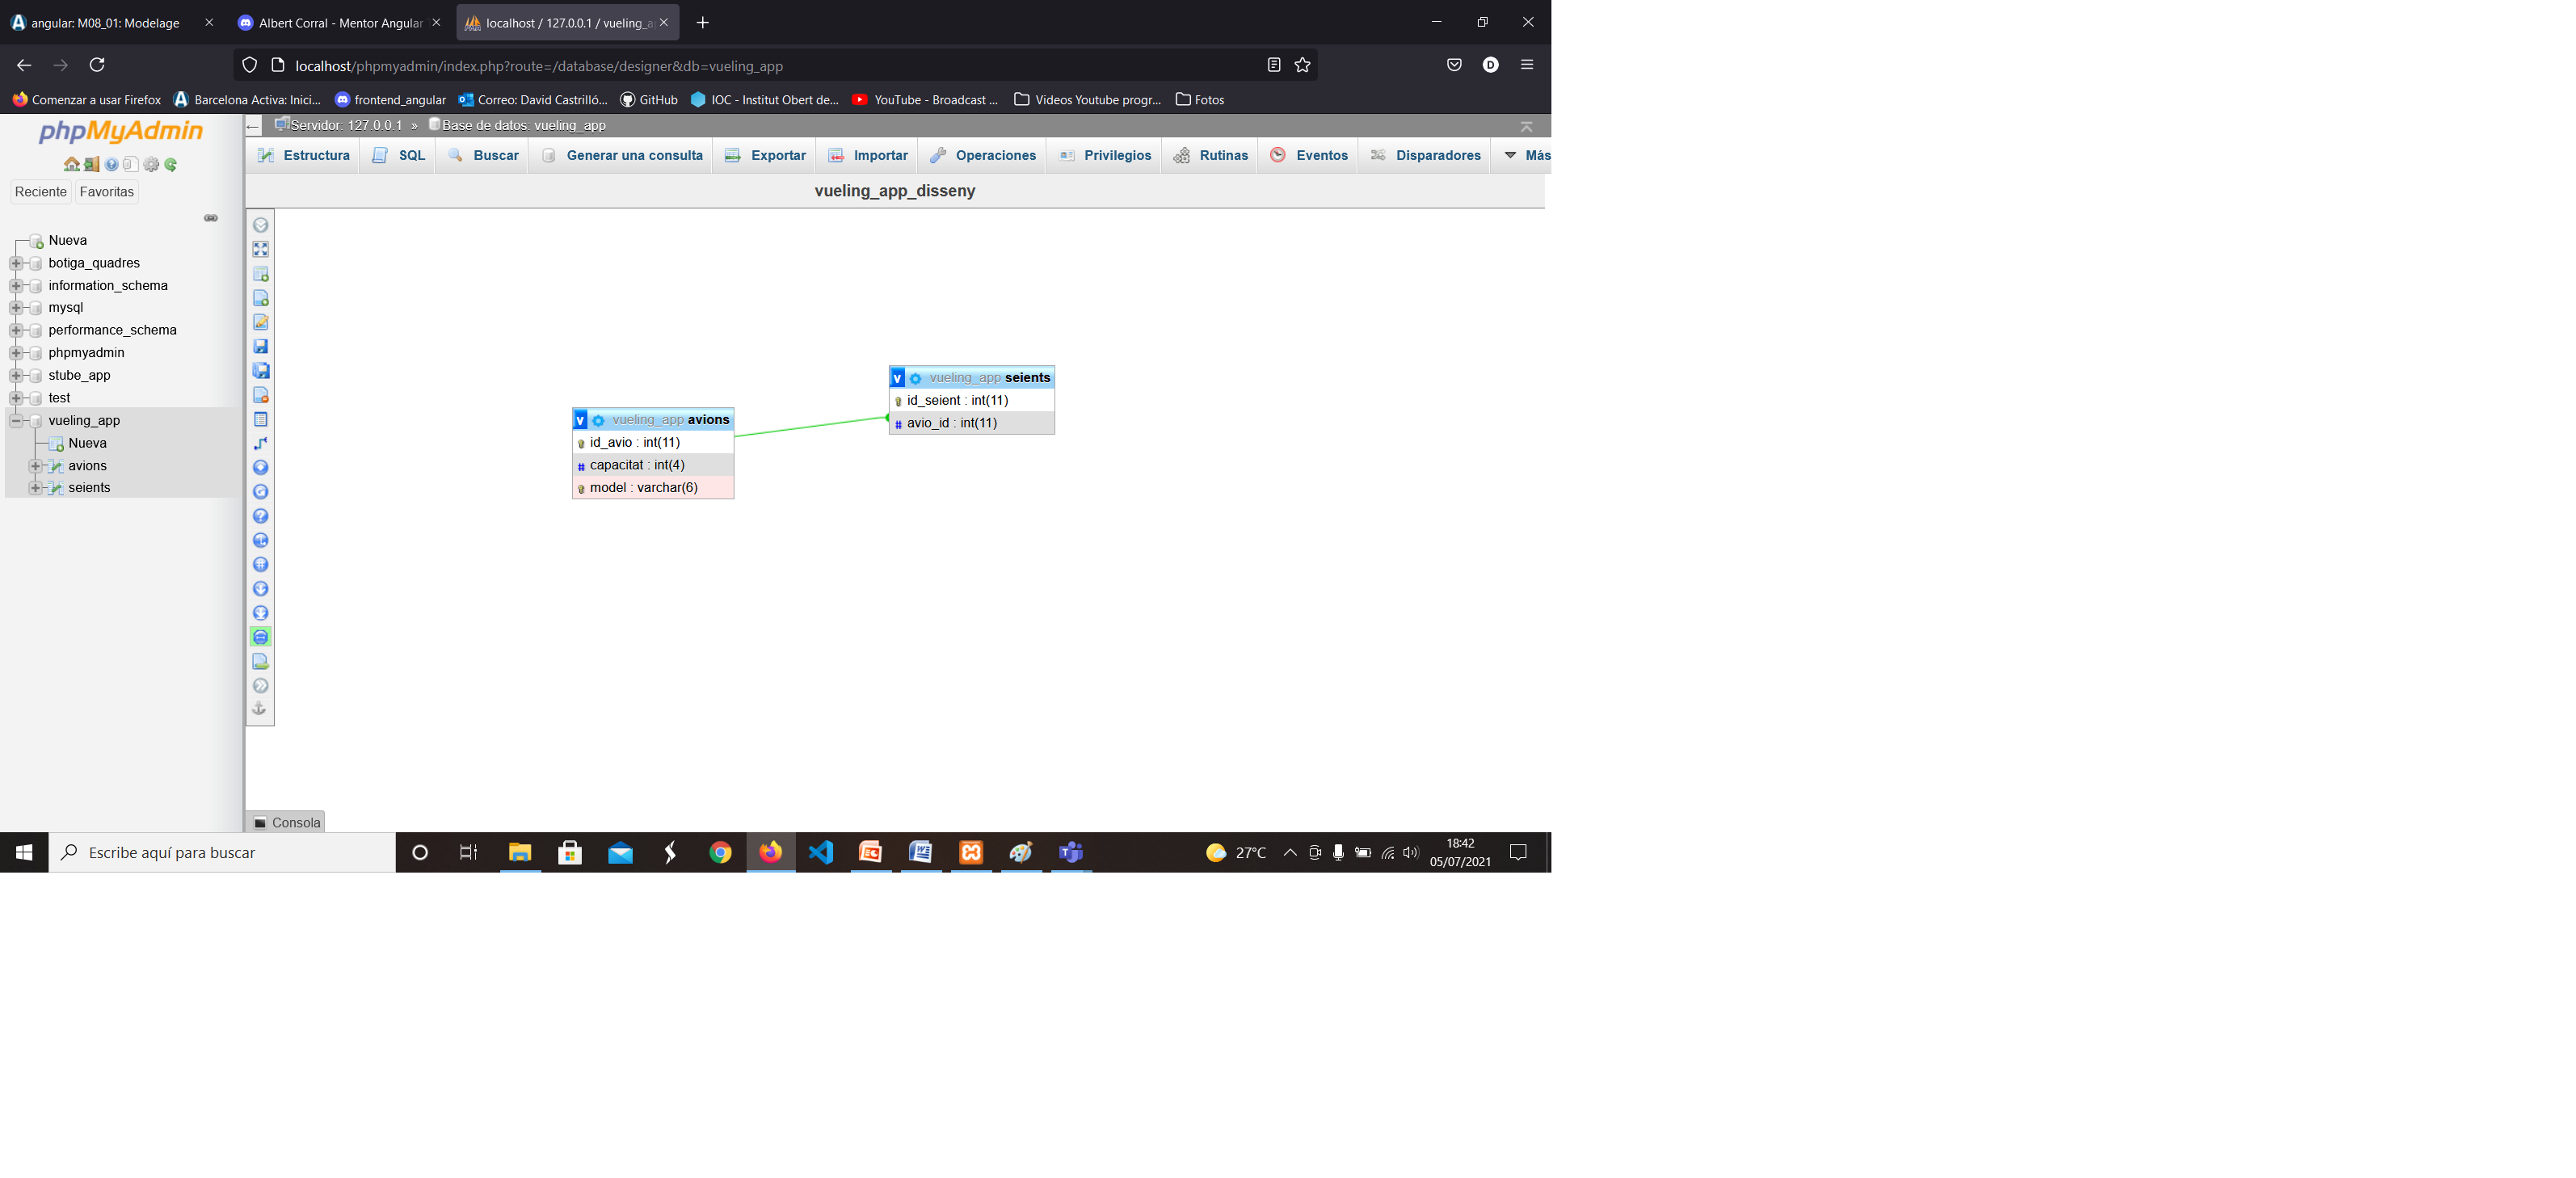 angular: M08_01: Modelage
Albert Corral - Mentor Angular
localhost / 127.0.0.1 / vueling_a
localhost/phpmyadmin/index.php?route=/database/designer&db=vueling_app
D
Comenzar a usar Firefox
Barcelona Activa: Inici...
frontend_angular
Correo: David Castrilló...
GitHub
IOC - Institut Obert de...
YouTube - Broadcast ...
Videos Youtube progr...
Fotos
phpMyAdmin
Servidor: 127.0.0.1 » Base de datos: vueling_app
Estructura
SQL
Buscar
Generar una consulta
Exportar
Importar
Operaciones
Privilegios
Rutinas
Eventos
Disparadores
Más
Reciente
Favoritas
vueling_app_disseny
Nueva
botiga_quadres
information_schema
mysql
performance_schema
phpmyadmin
stube_app
test
vueling_app
Nueva
avions
seients
v vueling_app seients
id_seient : int(11)
# avio_id : int(11)
v vueling_app avions
id_avio : int(11)
# capacitat : int(4)
model : varchar(6)
Consola
Escribe aquí para buscar
27°C
18:42
05/07/2021